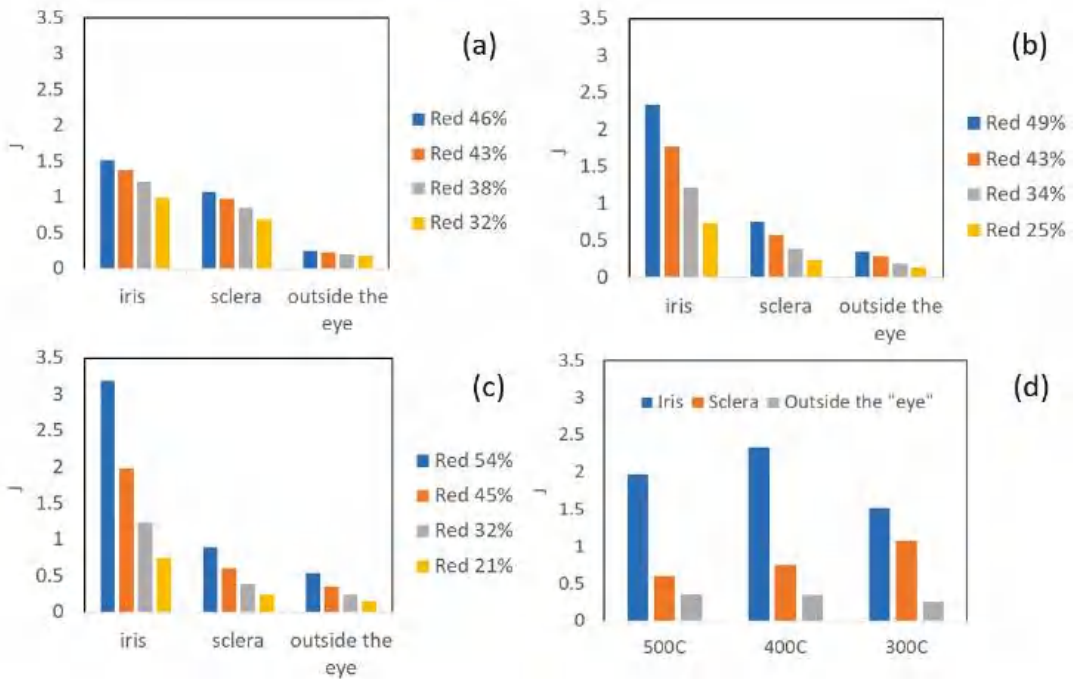 3.5
3
2.5
2
1.5
1
0.5
0
J
iris
sclera
outside the
eye
(a)
Red 46%
Red 43%
Red 38%
Red 32%
3.5
3
2.5
2
1.5
1
0.5
0
J
iris
sclera
outside the
eye
(b)
Red 49%
Red 43%
Red 34%
Red 25%
3.5
3
2.5
2
1.5
1
0.5
0
J
iris
sclera
outside the
eye
(c)
Red 54%
Red 45%
Red 32%
Red 21%
3.5
3
2.5
2
1.5
1
0.5
0
J
Iris Sclera Outside the "eye"
500C
400C
300C
(d)